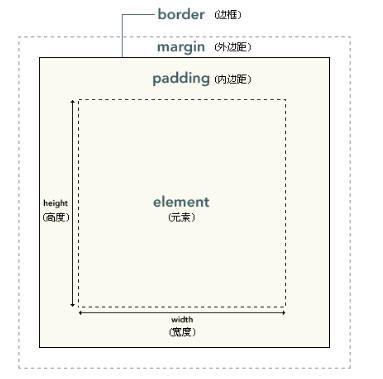 border (边框)
margin (外边距)
padding (内边距)
height
(高度)
element
(元素)
width
(宽度)